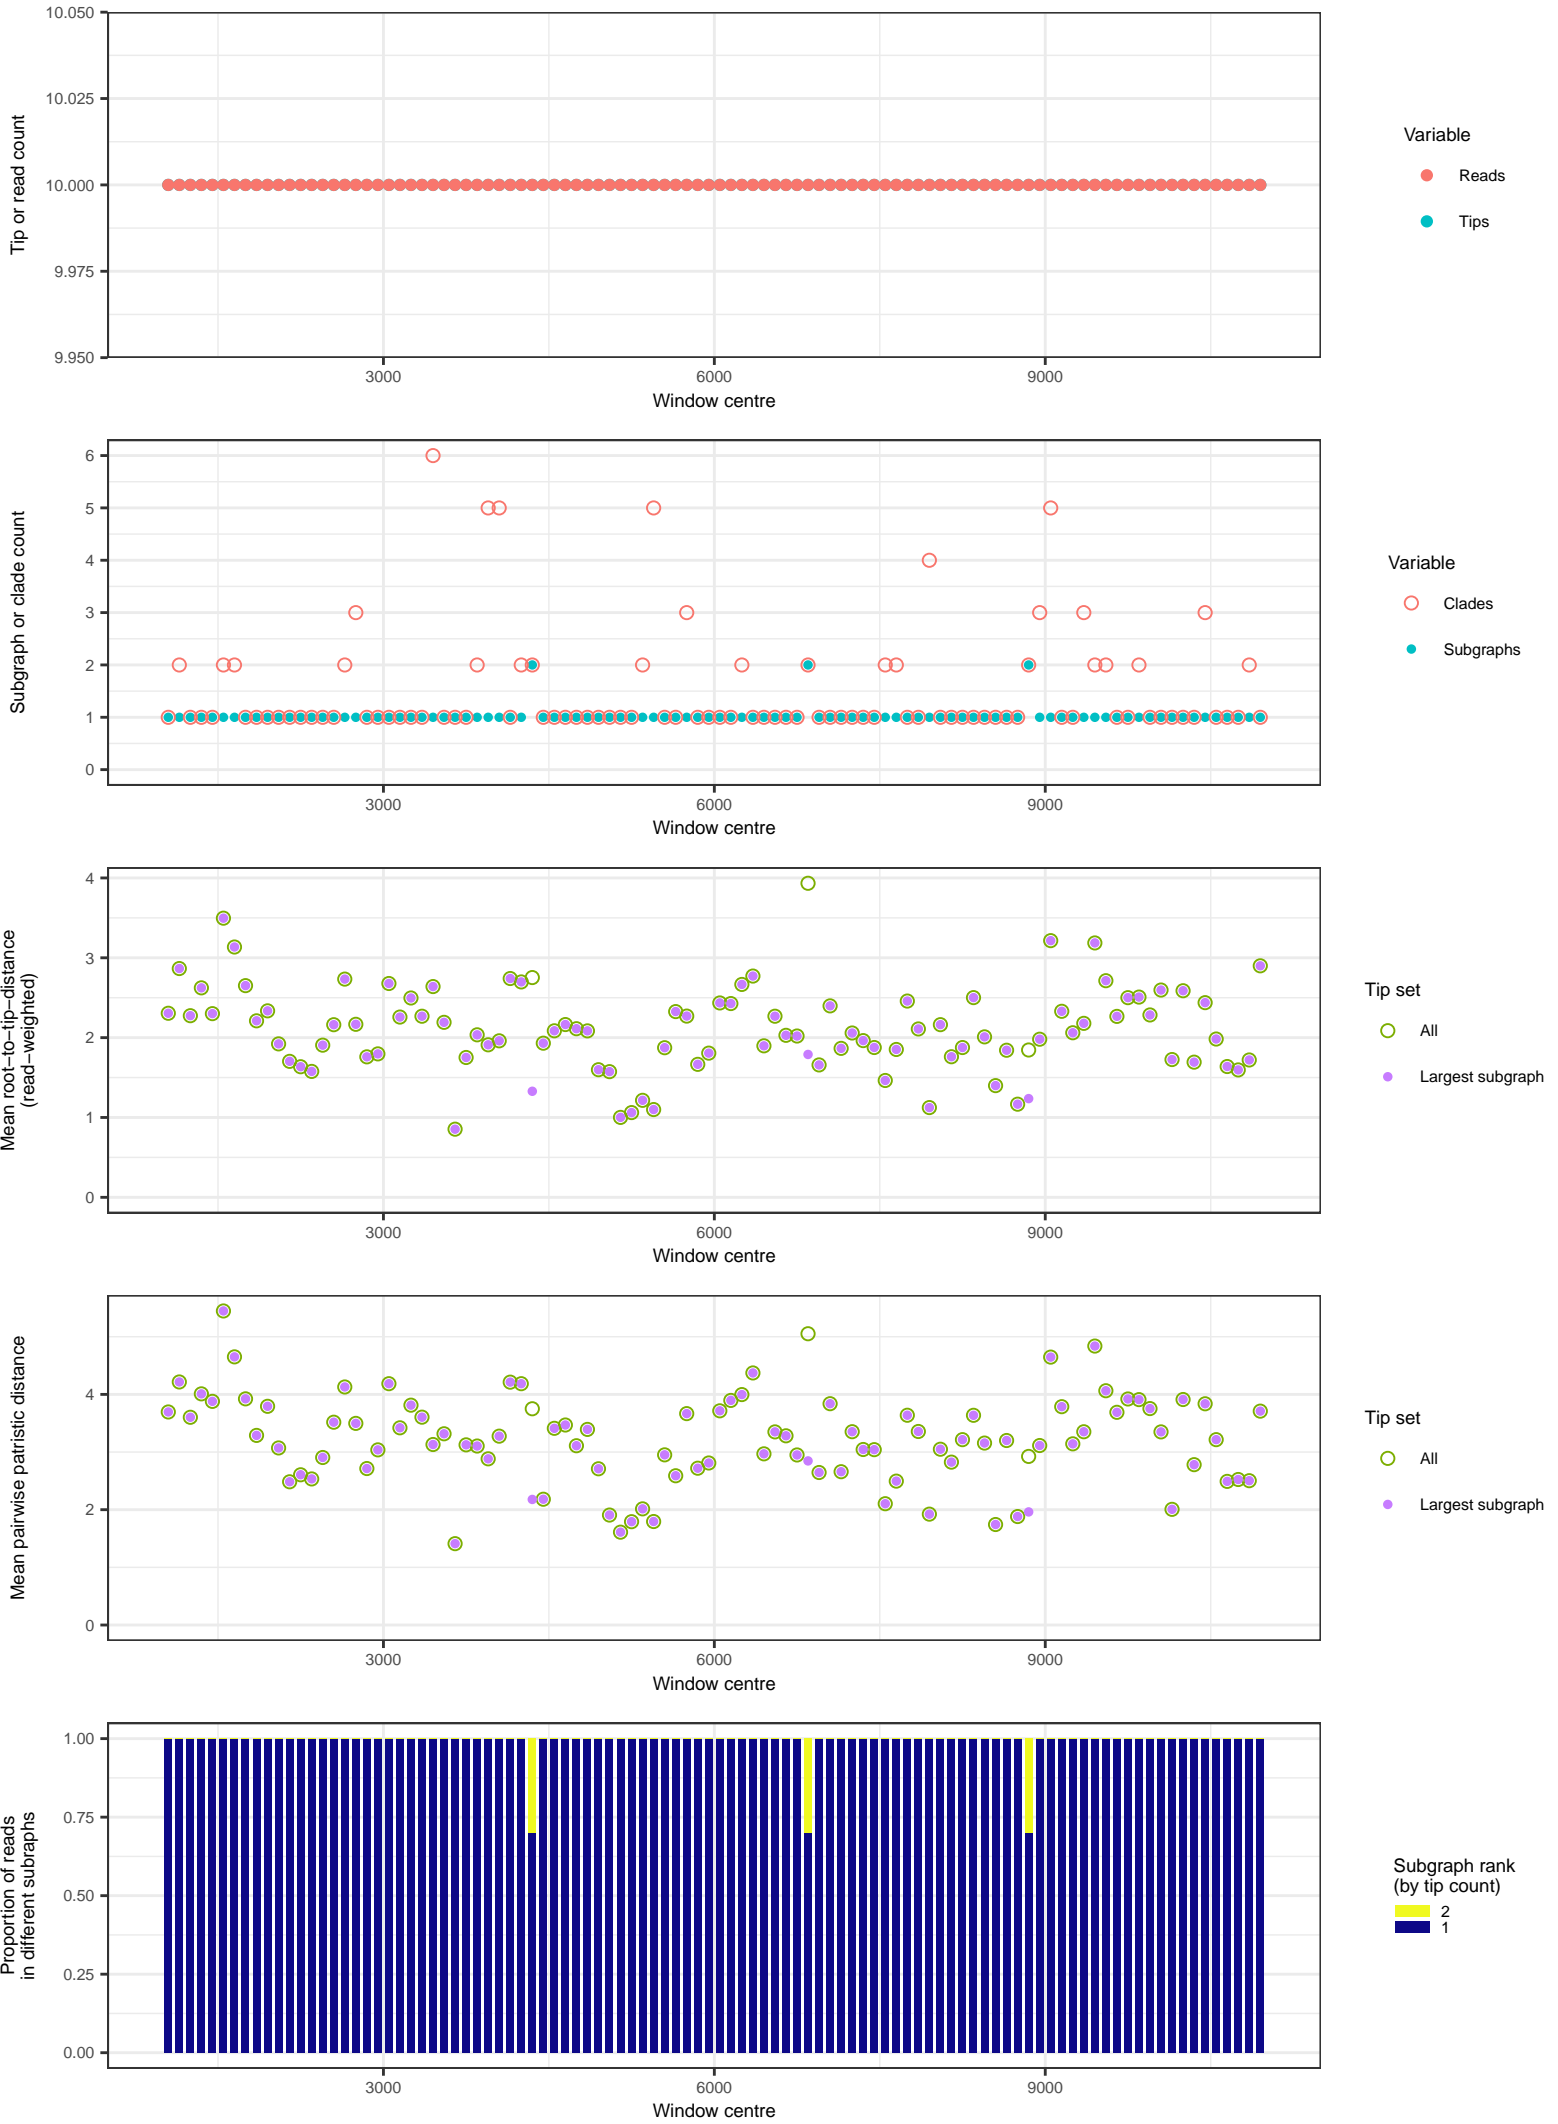 10.050
10.025
10.000
9.975
9.950
Tip or read count
3000 6000 9000
Window centre
Variable
Reads
Tips
6
5
4
3
2
1
0
Subgraph or clade count
3000 6000 9000
Window centre
Variable
Clades
Subgraphs
4
3
2
1
0
Mean root−to−tip−distance
(read−weighted)
3000 6000 9000
Window centre
Tip set
All
Largest subgraph
4
2
0
Mean pairwise patristic distance
3000 6000 9000
Window centre
Tip set
All
Largest subgraph
1.00
0.75
0.50
0.25
0.00
Proportion of reads
in different subraphs
3000 6000 9000
Window centre
Subgraph rank
(by tip count)
2
1